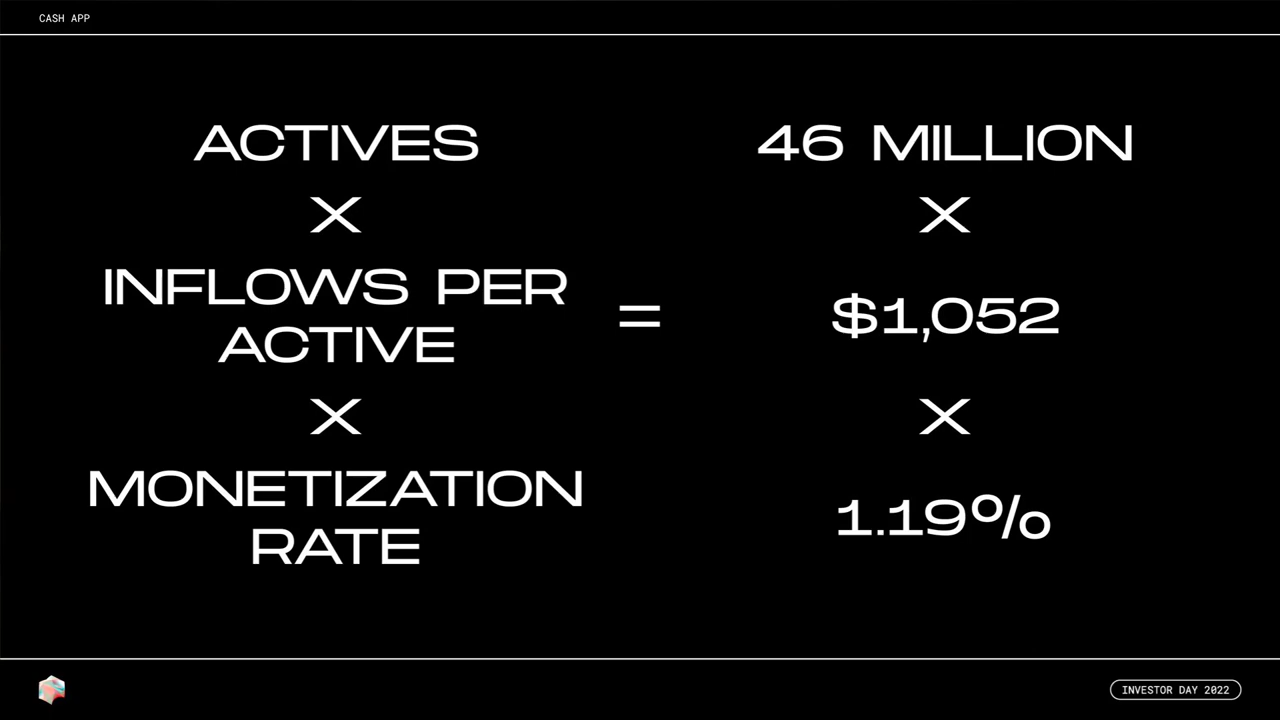 CASH APP
ACTIVES
X
INFLOWS PER
ACTIVE
X
MONETIZATION
RATE
=
46 MILLION
X
$1,052
X
1.19%
INVESTOR DAY 2022